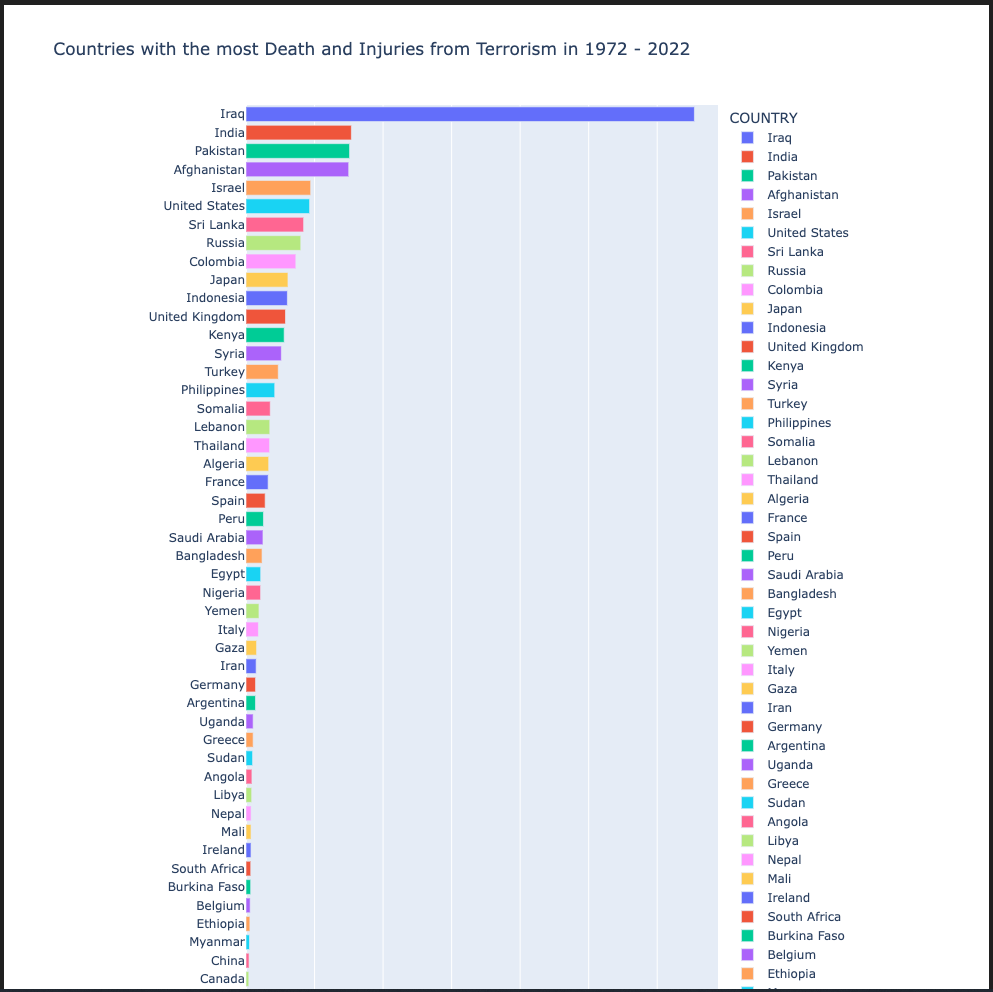 Countries with the most Death and Injuries from Terrorism in 1972 - 2022
Iraq
India
Pakistan
Afghanistan
Israel
United States
Sri Lanka
Russia
Colombia
Japan
Indonesia
United Kingdom
Kenya
Syria
Turkey
Philippines
Somalia
Lebanon
Thailand
Algeria
France
Spain
Peru
Saudi Arabia
Bangladesh
Egypt
Nigeria
Yemen
Italy
Gaza
Iran
Germany
Argentina
Uganda
Greece
Sudan
Angola
Libya
Nepal
Mali
Ireland
South Africa
Burkina Faso
Belgium
Ethiopia
Myanmar
China
Canada
COUNTRY
Iraq
India
Pakistan
Afghanistan
Israel
United States
Sri Lanka
Russia
Colombia
Japan
Indonesia
United Kingdom
Kenya
Syria
Turkey
Philippines
Somalia
Lebanon
Thailand
Algeria
France
Spain
Peru
Saudi Arabia
Bangladesh
Egypt
Nigeria
Yemen
Italy
Gaza
Iran
Germany
Argentina
Uganda
Greece
Sudan
Angola
Libya
Nepal
Mali
Ireland
South Africa
Burkina Faso
Belgium
Ethiopia